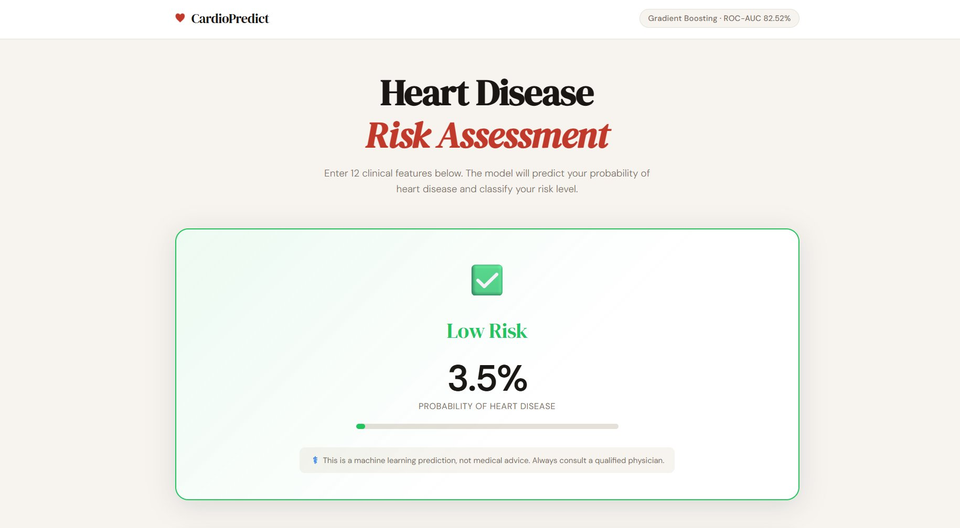 CardioPredict
Gradient Boosting · ROC-AUC 82.52%
Heart Disease
Risk Assessment
Enter 12 clinical features below. The model will predict your probability of
heart disease and classify your risk level.
Low Risk
3.5%
PROBABILITY OF HEART DISEASE
This is a machine learning prediction, not medical advice. Always consult a qualified physician.